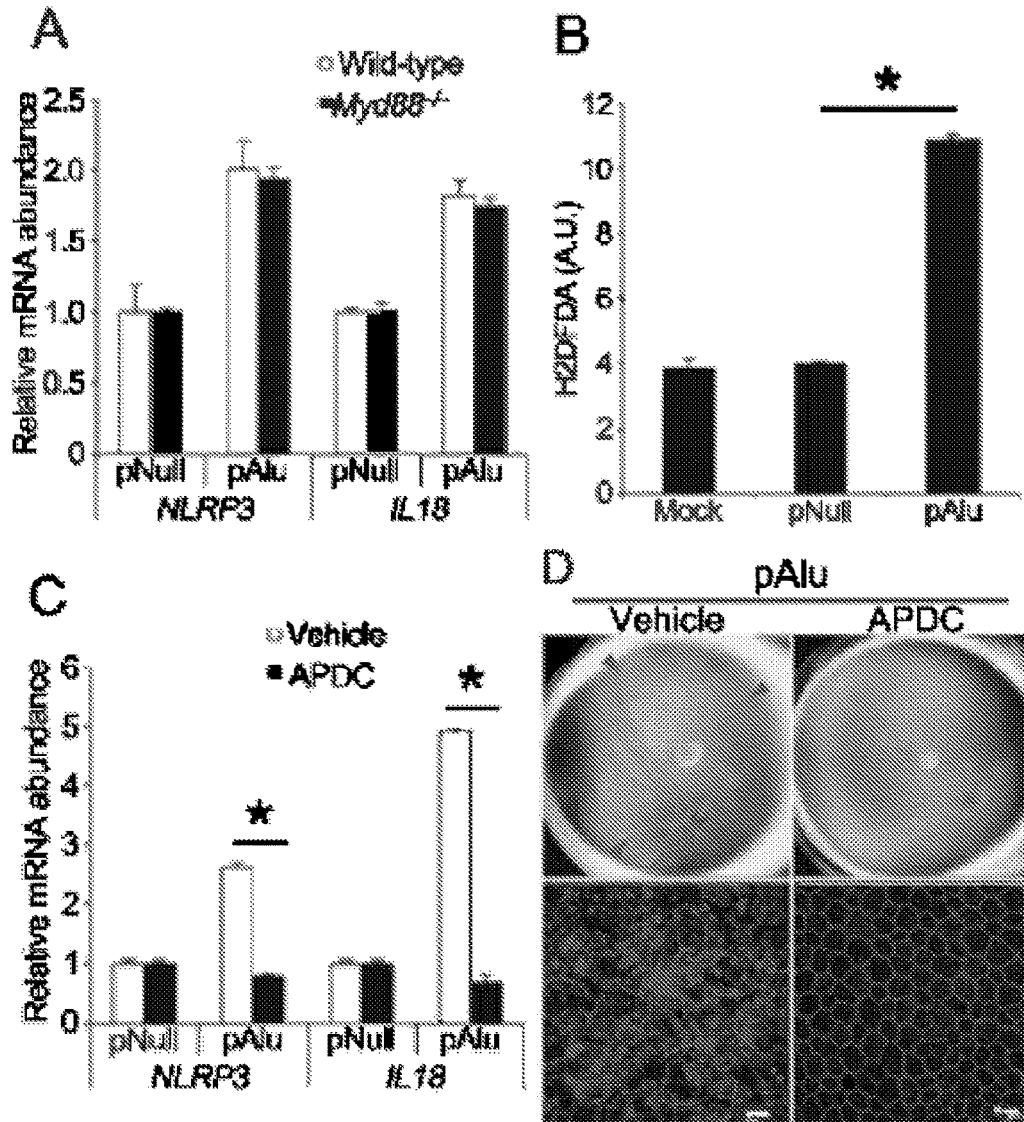 A
Wild-type
Myd88-/-
Relative mRNA abundance
2.5
2.0
1.5
1.0
0.5
0
pNull pAlu pNull pAlu
NLRP3 IL18
B
*
H2DFDA (A.U.)
12
10
8
6
4
2
0
Mock pNull pAlu
C
Vehicle
APDC
Relative mRNA abundance
6
5
4
3
2
1
0
*
*
pNull pAlu pNull pAlu
NLRP3 IL18
D
pAlu
Vehicle APDC